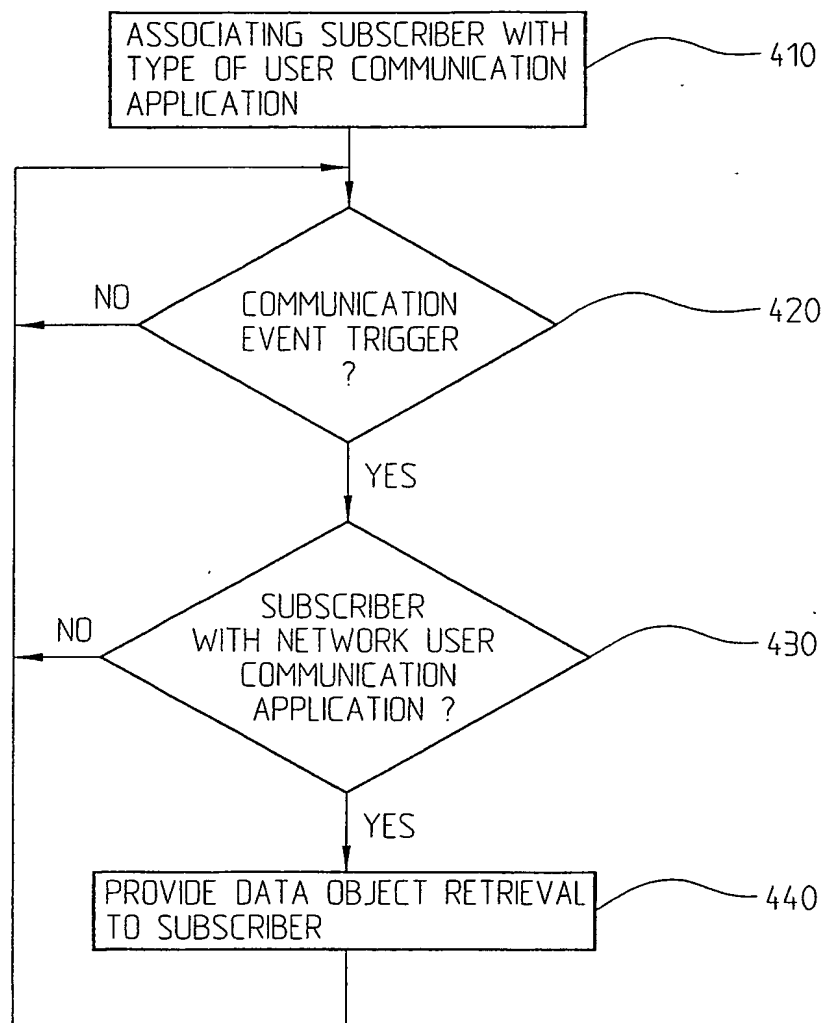 ASSOCIATING SUBSCRIBER WITH
TYPE OF USER COMMUNICATION
APPLICATION
410
NO
COMMUNICATION
EVENT TRIGGER
?
420
YES
NO
SUBSCRIBER
WITH NETWORK USER
COMMUNICATION
APPLICATION ?
430
YES
PROVIDE DATA OBJECT RETRIEVAL
TO SUBSCRIBER
440